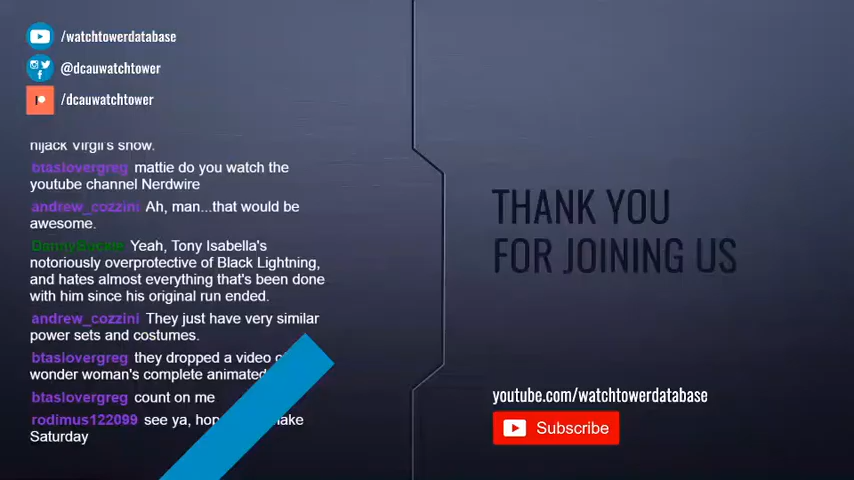 /watchtowerdatabase
@dcauwatchtower
/dcauwatchtower
hijack Virgil's show.
btaslovergreg mattie do you watch the
youtube channel Nerdwire
andrew_cozzini Ah, man...that would be
awesome.
Yeah, Tony Isabella's
notoriously overprotective of Black Lightning,
and hates almost everything that's been done
with him since his original run ended.
andrew_cozzini They just have very similar
power sets and costumes.
btaslovergreg they dropped a video
wonder woman's complete animated
btaslovergreg count on me
rodimus122099 see ya,
Saturday
THANK YOU
FOR JOINING US
youtube.com/watchtowerdatabase
Subscribe